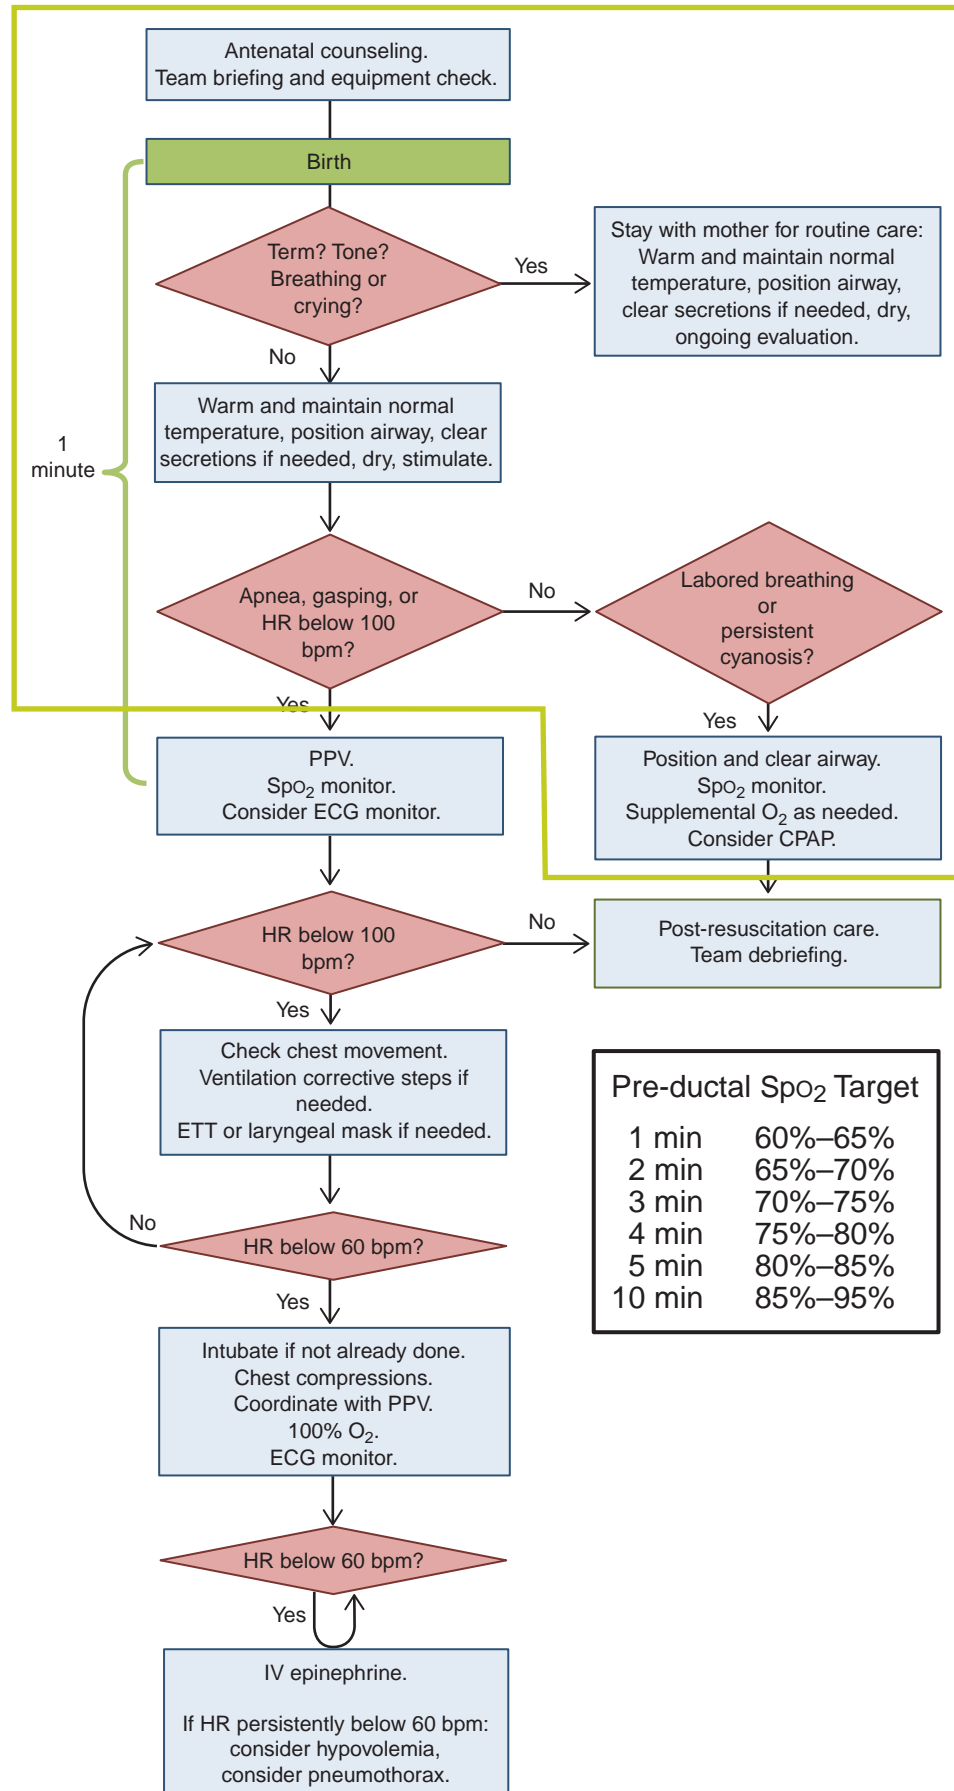 Antenatal counseling.
Team briefing and equipment check.
Birth
Term? Tone?
Breathing or
crying?
Yes
Stay with mother for routine care:
Warm and maintain normal
temperature, position airway,
clear secretions if needed, dry,
ongoing evaluation.
No
Warm and maintain normal
temperature, position airway, clear
secretions if needed, dry, stimulate.
1
minute
Apnea, gasping, or
HR below 100
bpm?
No
Labored breathing
or
persistent
cyanosis?
Yes
Yes
PPV.
SpO2 monitor.
Consider ECG monitor.
Position and clear airway.
SpO2 monitor.
Supplemental O2 as needed.
Consider CPAP.
HR below 100
bpm?
No
Post-resuscitation care.
Team debriefing.
Yes
Check chest movement.
Ventilation corrective steps if
needed.
ETT or laryngeal mask if needed.
Pre-ductal SpO2 Target
1 min 60%–65%
2 min 65%–70%
3 min 70%–75%
4 min 75%–80%
5 min 80%–85%
10 min 85%–95%
No
HR below 60 bpm?
Yes
Intubate if not already done.
Chest compressions.
Coordinate with PPV.
100% O2.
ECG monitor.
HR below 60 bpm?
Yes
IV epinephrine.
If HR persistently below 60 bpm:
consider hypovolemia,
consider pneumothorax.